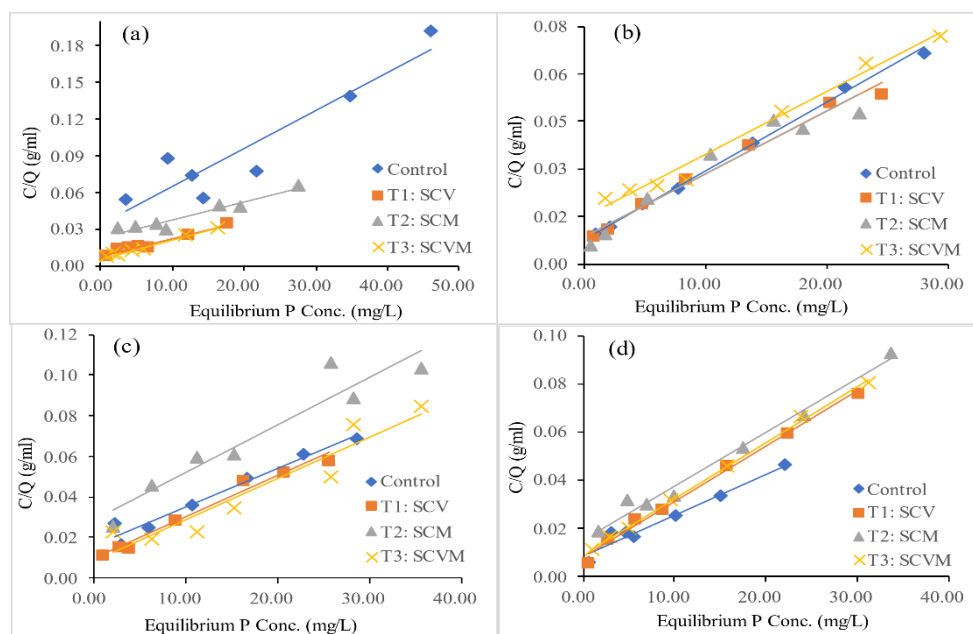 (a)
0.18
0.15
0.12
0.09
0.06
0.03
0.00
C/Q (g/ml)
0.00 10.00 20.00 30.00 40.00 50.00
Equilibrium P Conc. (mg/L)
Control
T1: SCV
T2: SCM
T3: SCVM
(b)
0.08
0.06
0.05
0.03
0.02
0.00
C/Q (g/ml)
0.00 10.00 20.00 30.00
Equilibrium P Conc. (mg/L)
Control
T1: SCV
T2: SCM
T3: SCVM
(c)
0.12
0.10
0.08
0.06
0.04
0.02
0.00
C/Q (g/ml)
0.00 10.00 20.00 30.00 40.00
Equilibrium P Conc. (mg/L)
Control
T1: SCV
T2: SCM
T3: SCVM
(d)
0.10
0.08
0.06
0.04
0.02
0.00
C/Q (g/ml)
0.00 10.00 20.00 30.00 40.00
Equilibrium P Conc. (mg/L)
Control
T1: SCV
T2: SCM
T3: SCVM